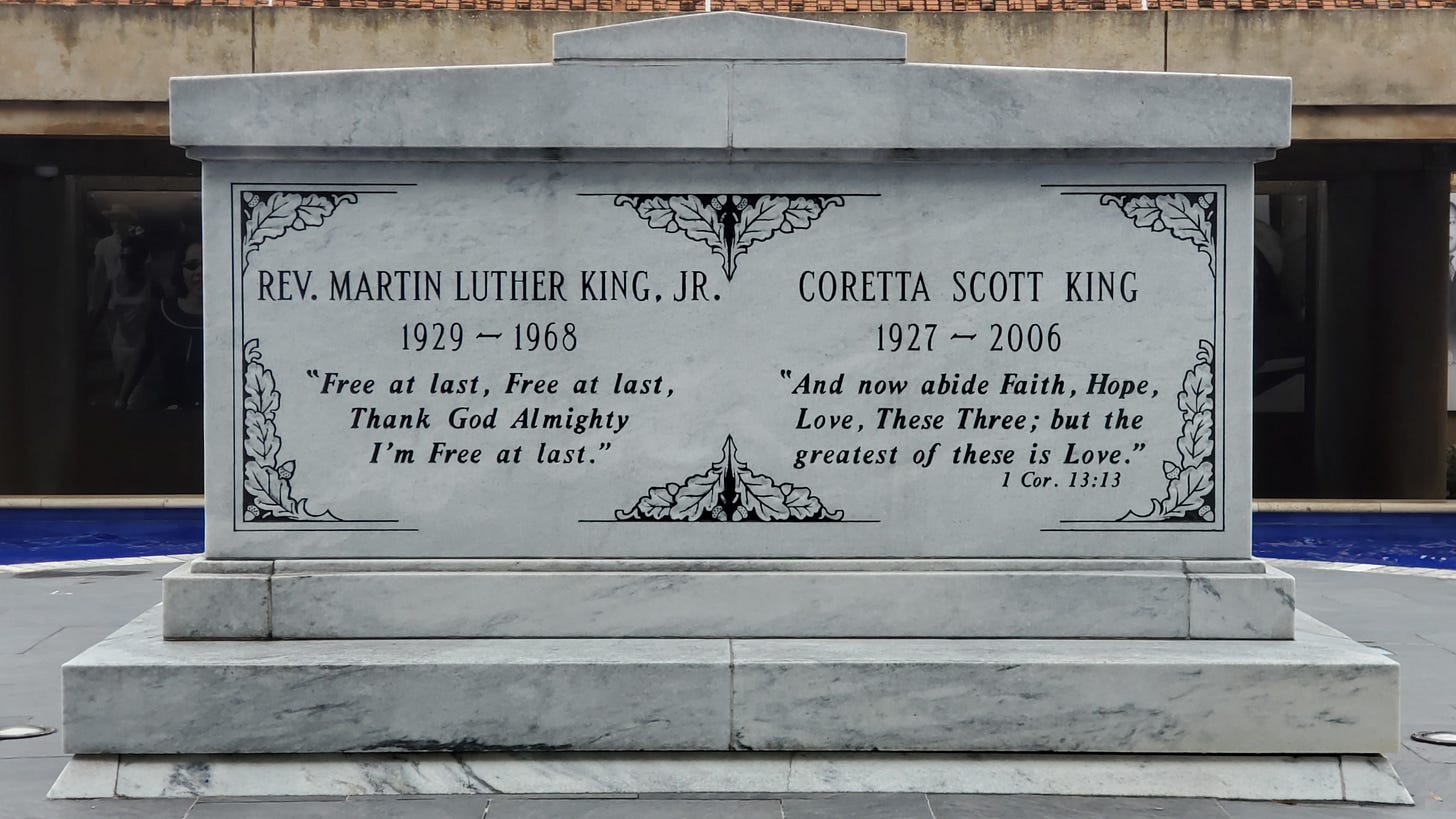 REV. MARTIN LUTHER KING, JR.
1929 ~ 1968
"Free at last, Free at last,
Thank God Almighty
I'm Free at last."
CORETTA SCOTT KING
1927 ~ 2006
"And now abide Faith, Hope,
Love, These Three; but the
greatest of these is Love."
1 Cor. 13:13